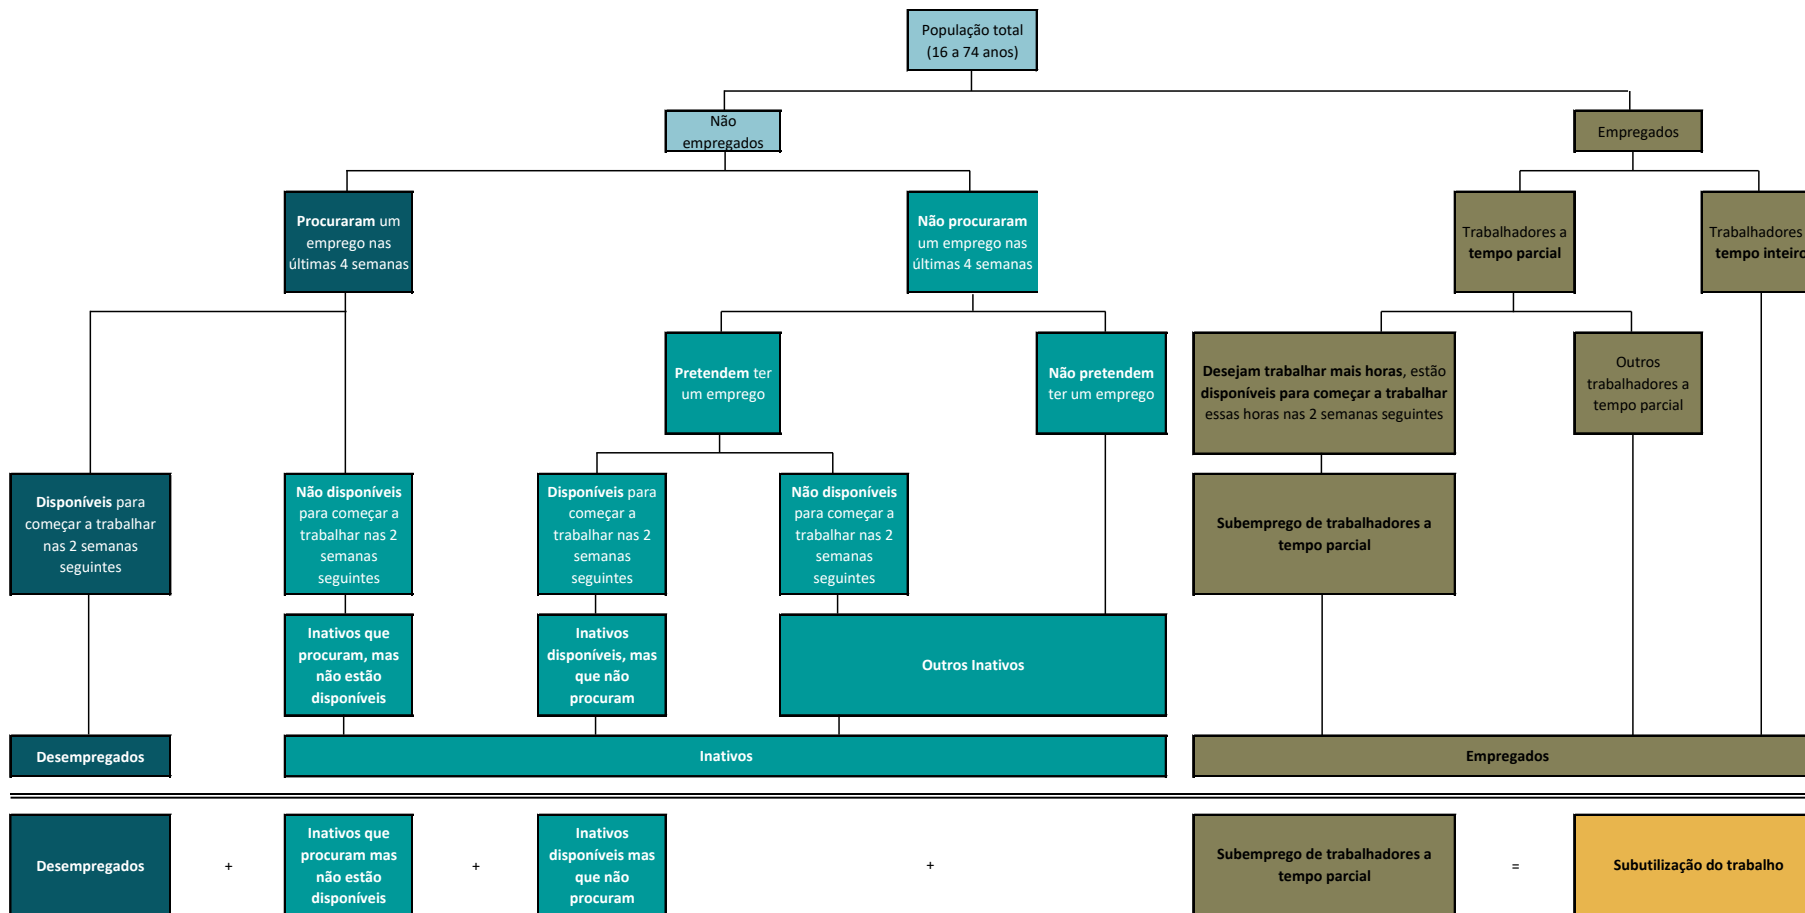 População total
(16 a 74 anos)
Não
empregados
Empregados
Procuraram um
emprego nas
últimas 4 semanas
Não procuraram
um emprego nas
últimas 4 semanas
Trabalhadores a
tempo parcial
Trabalhadores
tempo inteiro
Pretendem ter
um emprego
Não pretendem
ter um emprego
Desejam trabalhar mais horas, estão
disponíveis para começar a trabalhar
essas horas nas 2 semanas seguintes
Outros
trabalhadores a
tempo parcial
Disponíveis para
começar a trabalhar
nas 2 semanas
seguintes
Não disponíveis
para começar a
trabalhar nas 2
semanas
seguintes
Disponíveis para
começar a
trabalhar nas 2
semanas
seguintes
Não disponíveis
para começar a
trabalhar nas 2
semanas
seguintes
Subemprego de trabalhadores a
tempo parcial
Inativos que
procuram, mas
não estão
disponíveis
Inativos
disponíveis, mas
que não
procuram
Outros Inativos
Desempregados
Inativos
Empregados
Desempregados
+
Inativos que
procuram mas
não estão
disponíveis
+
Inativos
disponíveis mas
que não
procuram
+
Subemprego de trabalhadores a
tempo parcial
=
Subutilização do trabalho